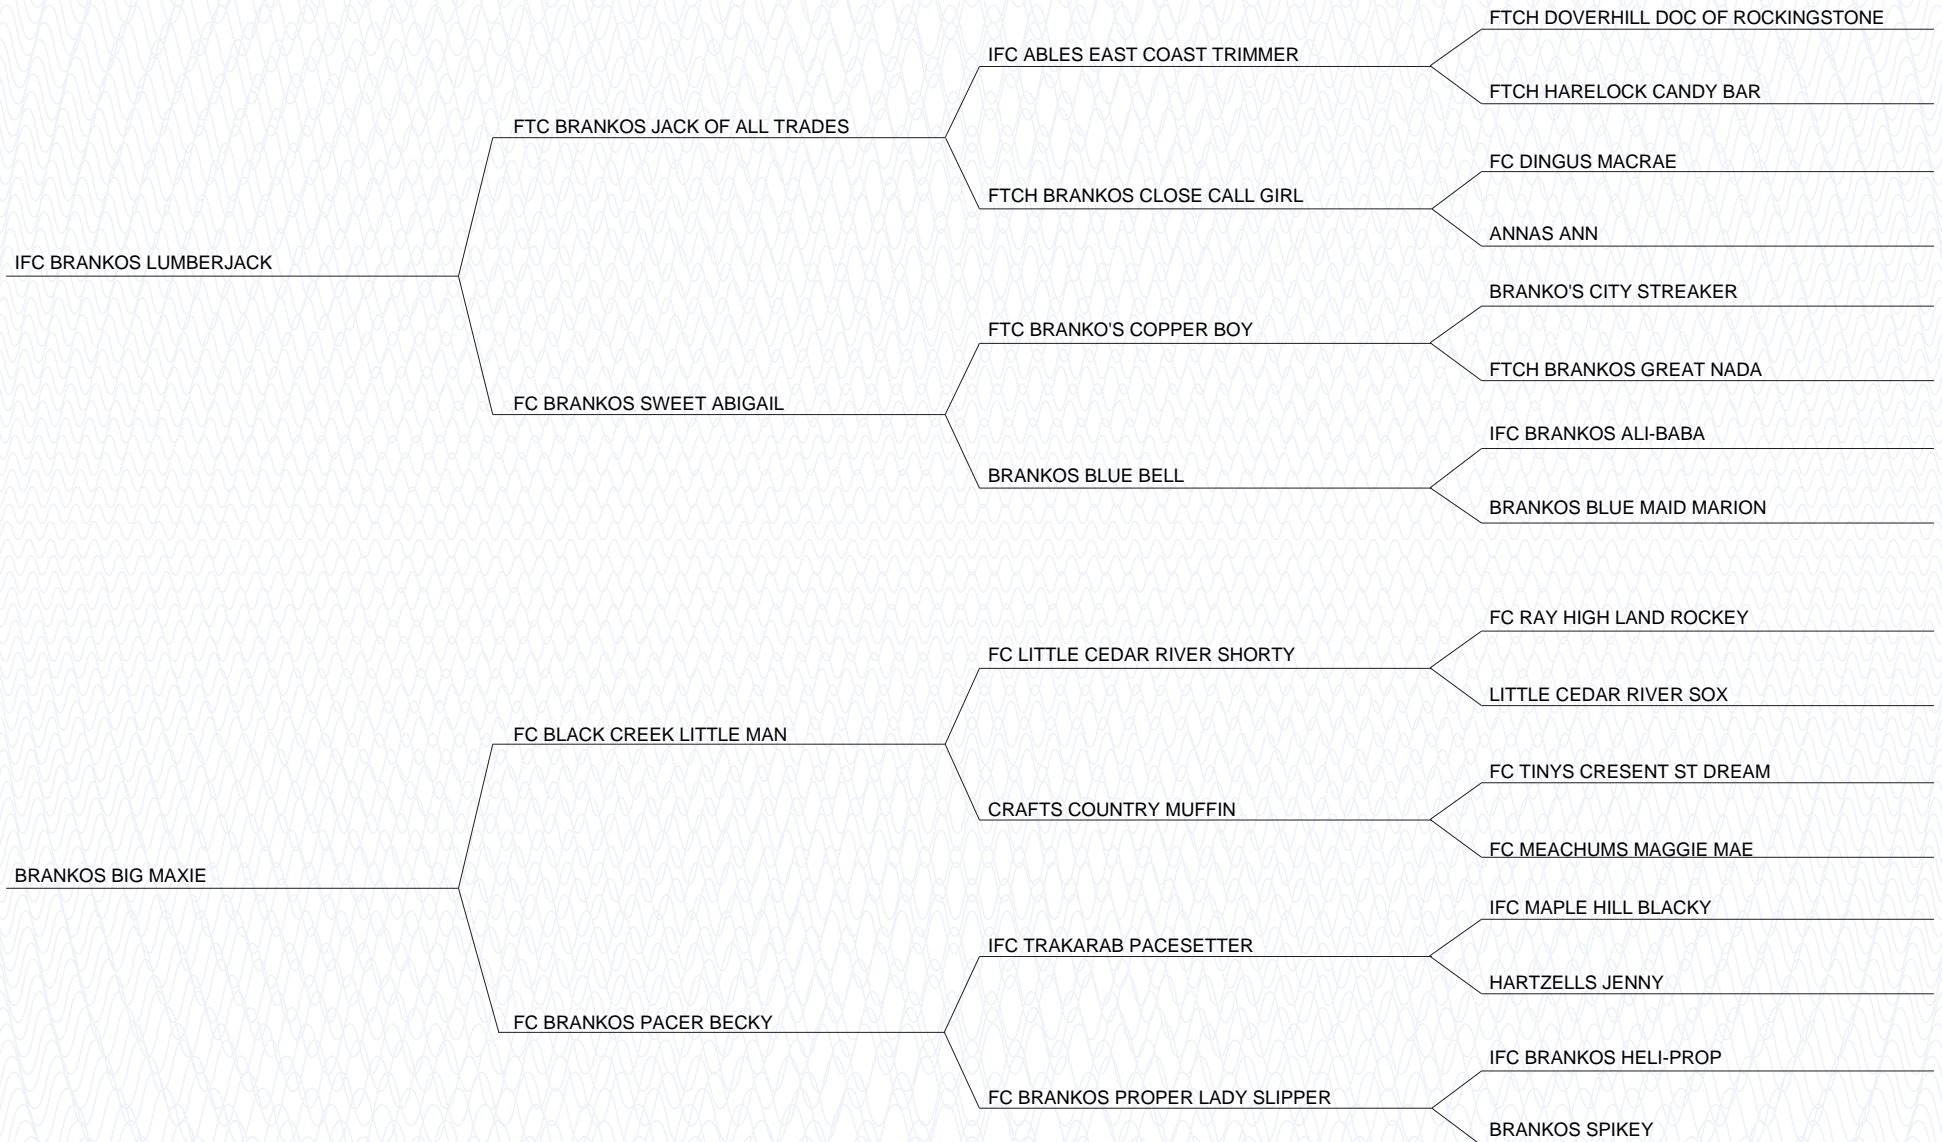 FTCH DOVERHILL DOC OF ROCKINGSTONE
IFC ABLES EAST COAST TRIMMER
FTCH HARELOCK CANDY BAR
FTC BRANKOS JACK OF ALL TRADES
FC DINGUS MACRAE
FTCH BRANKOS CLOSE CALL GIRL
ANNAS ANN
IFC BRANKOS LUMBERJACK
BRANKO'S CITY STREAKER
FTC BRANKO'S COPPER BOY
FTCH BRANKOS GREAT NADA
FC BRANKOS SWEET ABIGAIL
IFC BRANKOS ALI-BABA
BRANKOS BLUE BELL
BRANKOS BLUE MAID MARION
FC RAY HIGH LAND ROCKEY
FC LITTLE CEDAR RIVER SHORTY
LITTLE CEDAR RIVER SOX
FC BLACK CREEK LITTLE MAN
FC TINYS CRESENT ST DREAM
CRAFTS COUNTRY MUFFIN
FC MEACHUMS MAGGIE MAE
BRANKOS BIG MAXIE
IFC MAPLE HILL BLACKY
IFC TRAKARAB PACESETTER
HARTZELLS JENNY
FC BRANKOS PACER BECKY
IFC BRANKOS HELI-PROP
FC BRANKOS PROPER LADY SLIPPER
BRANKOS SPIKEY